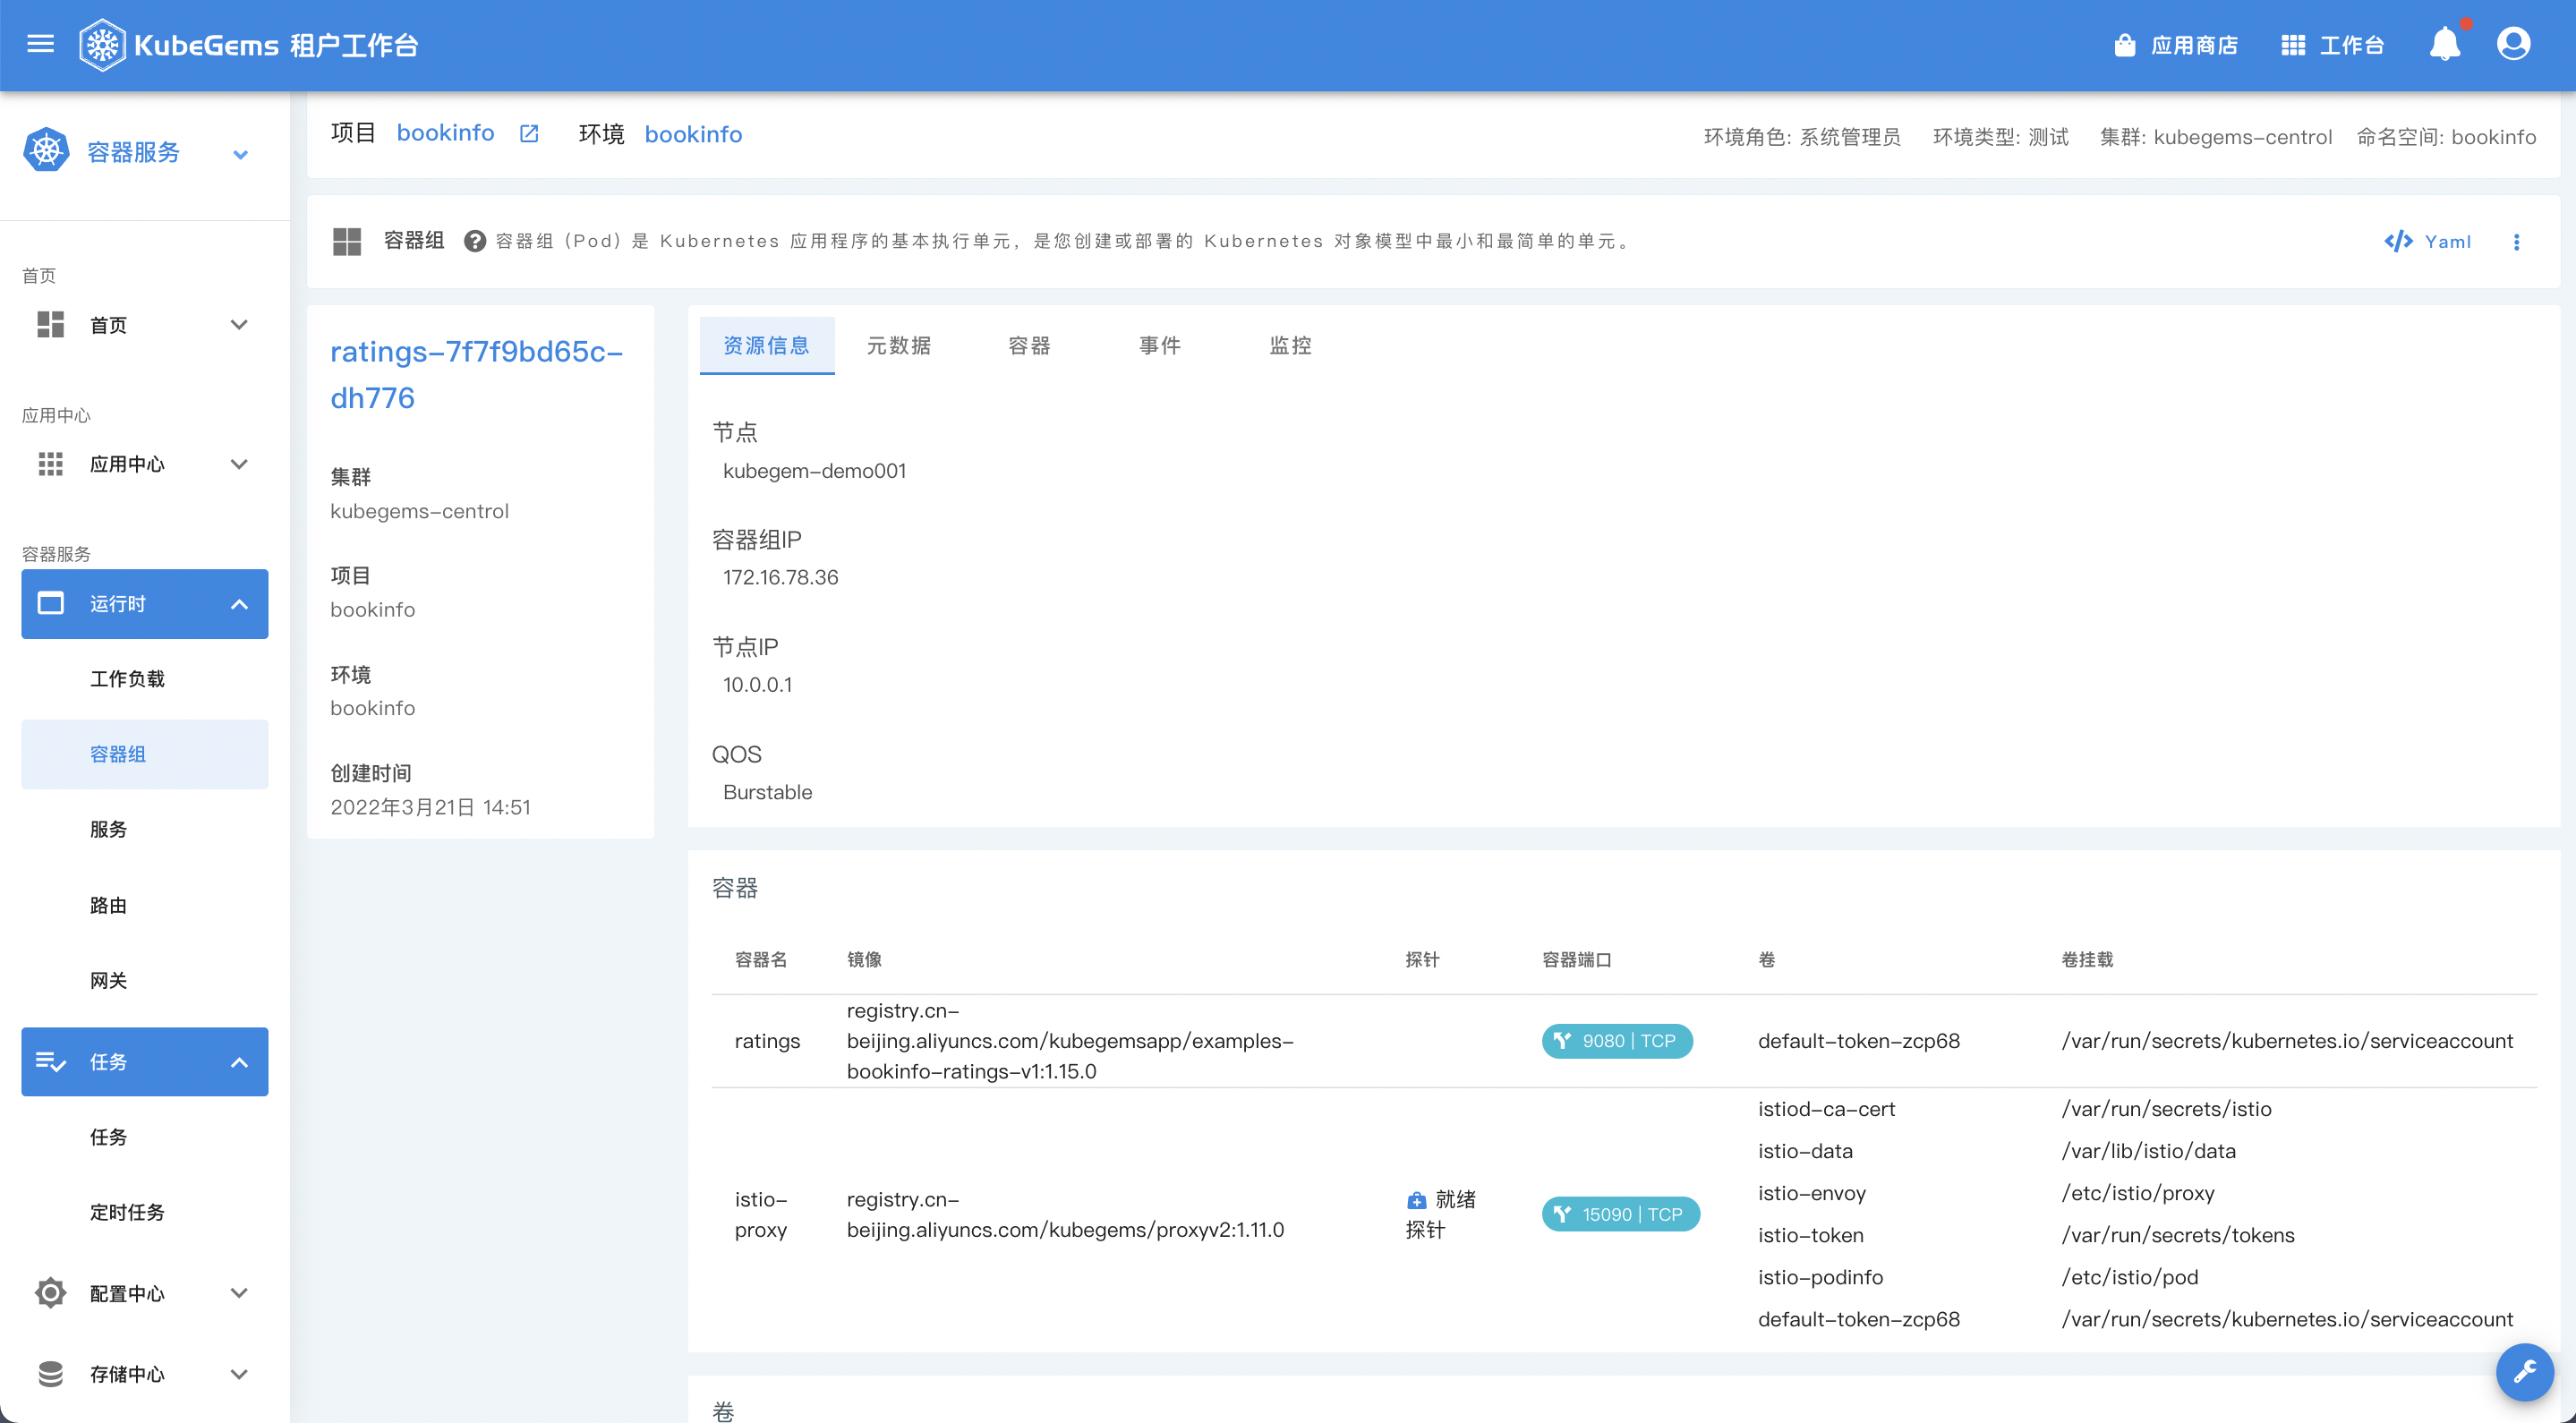 KubeGems 租户工作台
应用商店
工作台
容器服务
首页
首页
应用中心
应用中心
容器服务
运行时
工作负载
容器组
服务
路由
网关
任务
任务
定时任务
配置中心
存储中心
项目 bookinfo 环境 bookinfo
环境角色: 系统管理员 环境类型: 测试 集群: kubegems-centrol 命名空间: bookinfo
容器组 容器组（Pod）是 Kubernetes 应用程序的基本执行单元，是您创建或部署的 Kubernetes 对象模型中最小和最简单的单元。
Yaml
ratings-7f7f9bd65c-
dh776
集群
kubegems-centrol
项目
bookinfo
环境
bookinfo
创建时间
2022年3月21日 14:51
资源信息 元数据 容器 事件 监控
节点
kubegem-demo001
容器组IP
172.16.78.36
节点IP
10.0.0.1
QOS
Burstable
容器
容器名 镜像 探针 容器端口 卷 卷挂载
ratings
registry.cn-
beijing.aliyuncs.com/kubegemsapp/examples-
bookinfo-ratings-v1:1.15.0
9080 | TCP
default-token-zcp68 /var/run/secrets/kubernetes.io/serviceaccount
istio-
proxy
registry.cn-
beijing.aliyuncs.com/kubegems/proxyv2:1.11.0
就绪
探针
15090 | TCP
istiod-ca-cert /var/run/secrets/istio
istio-data /var/lib/istio/data
istio-envoy /etc/istio/proxy
istio-token /var/run/secrets/tokens
istio-podinfo /etc/istio/pod
default-token-zcp68 /var/run/secrets/kubernetes.io/serviceaccount
卷